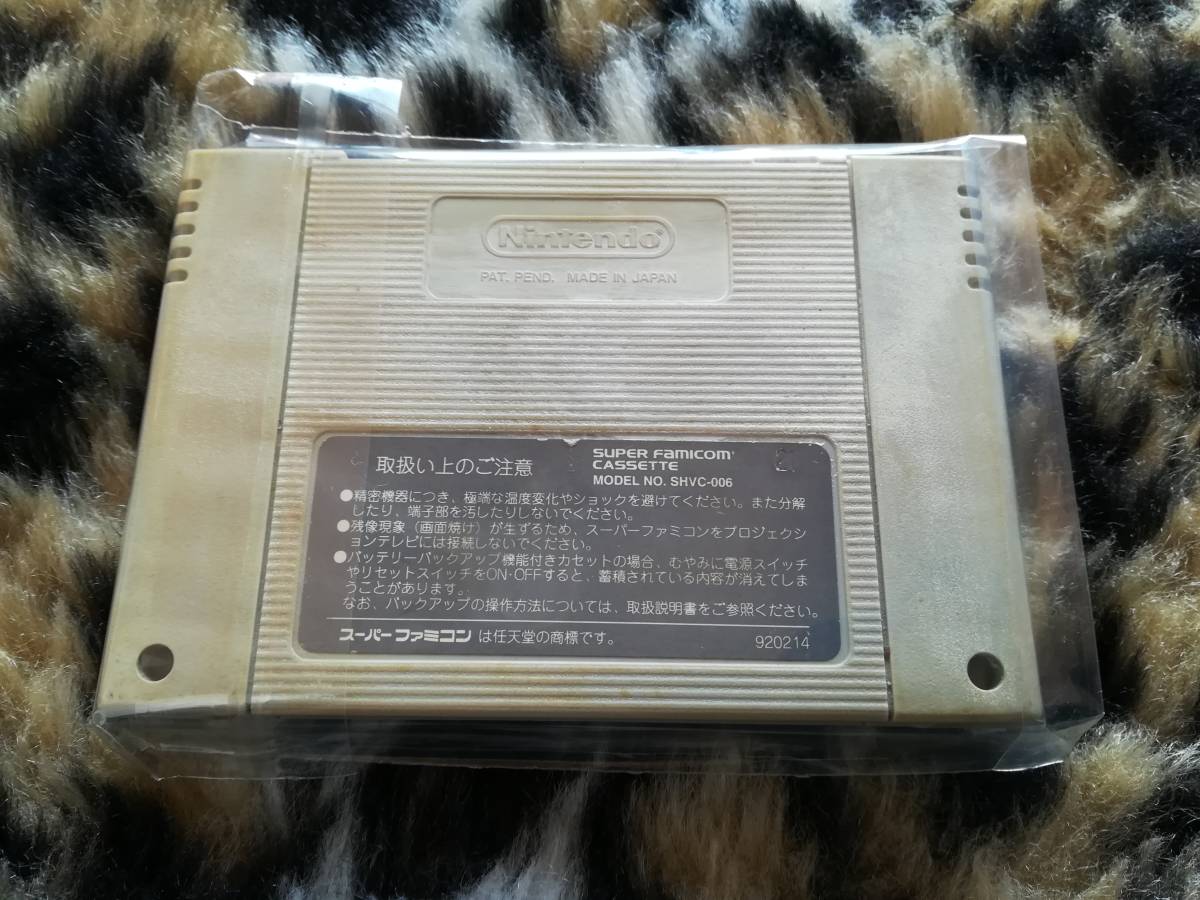 Nintendo®
PAT. PEND. MADE IN JAPAN
取扱い上のご注意
SUPER FAMICOM
CASSETTE
MODEL NO. SHVC-006
●精密機器につき、極端な温度変化やショックを避けてください。また分解
したり、端子部を汚したりしないでください。
●残像現象（画面焼け）が生ずるため、スーパーファミコンをプロジェクシ
ョンテレビには接続しないでください。
●バッテリーバックアップ機能付きカセットの場合、むやみに電源スイッチ
やリセットスイッチをON・OFFすると、蓄積されている内容が消えてしま
うことがあります。
なお、バックアップの操作方法については、取扱説明書をご参照ください。
スーパーファミコン は任天堂の商標です。
920214